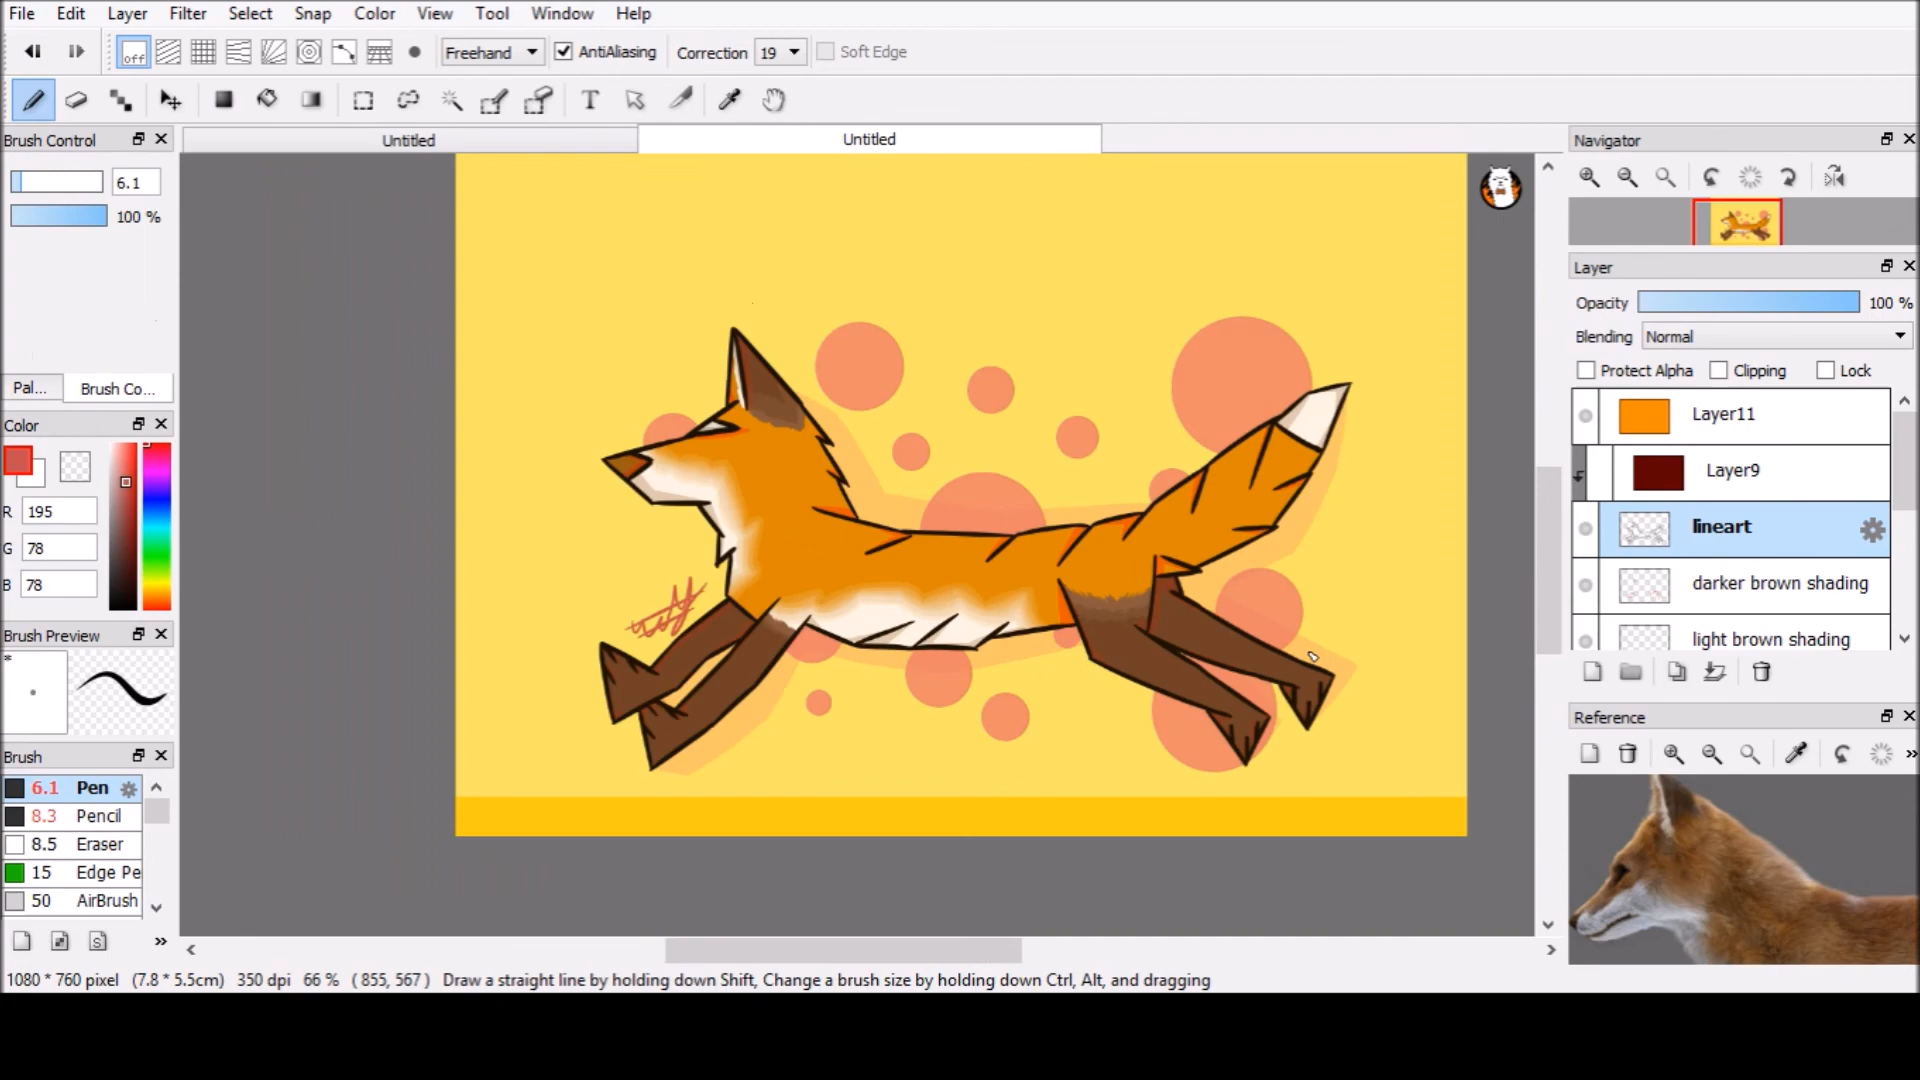 File Edit Layer Filter Select Snap Color View Tool Window Help
off Freehand AntiAliasing Correction 19 Soft Edge
T
Brush Control
Untitled
Untitled
Navigator
6.1
100 %
Layer
Opacity 100 %
Blending Normal
Protect Alpha Clipping Lock
Pal... Brush Co...
Color
Layer11
Layer9
lineart
darker brown shading
light brown shading
R 195
G 78
B 78
Brush Preview
*
Reference
Brush
6.1 Pen
8.3 Pencil
8.5 Eraser
15 Edge Pe
50 AirBrush
S
1080 * 760 pixel (7.8 * 5.5cm) 350 dpi 66 % ( 855, 567 ) Draw a straight line by holding down Shift, Change a brush size by holding down Ctrl, Alt, and dragging